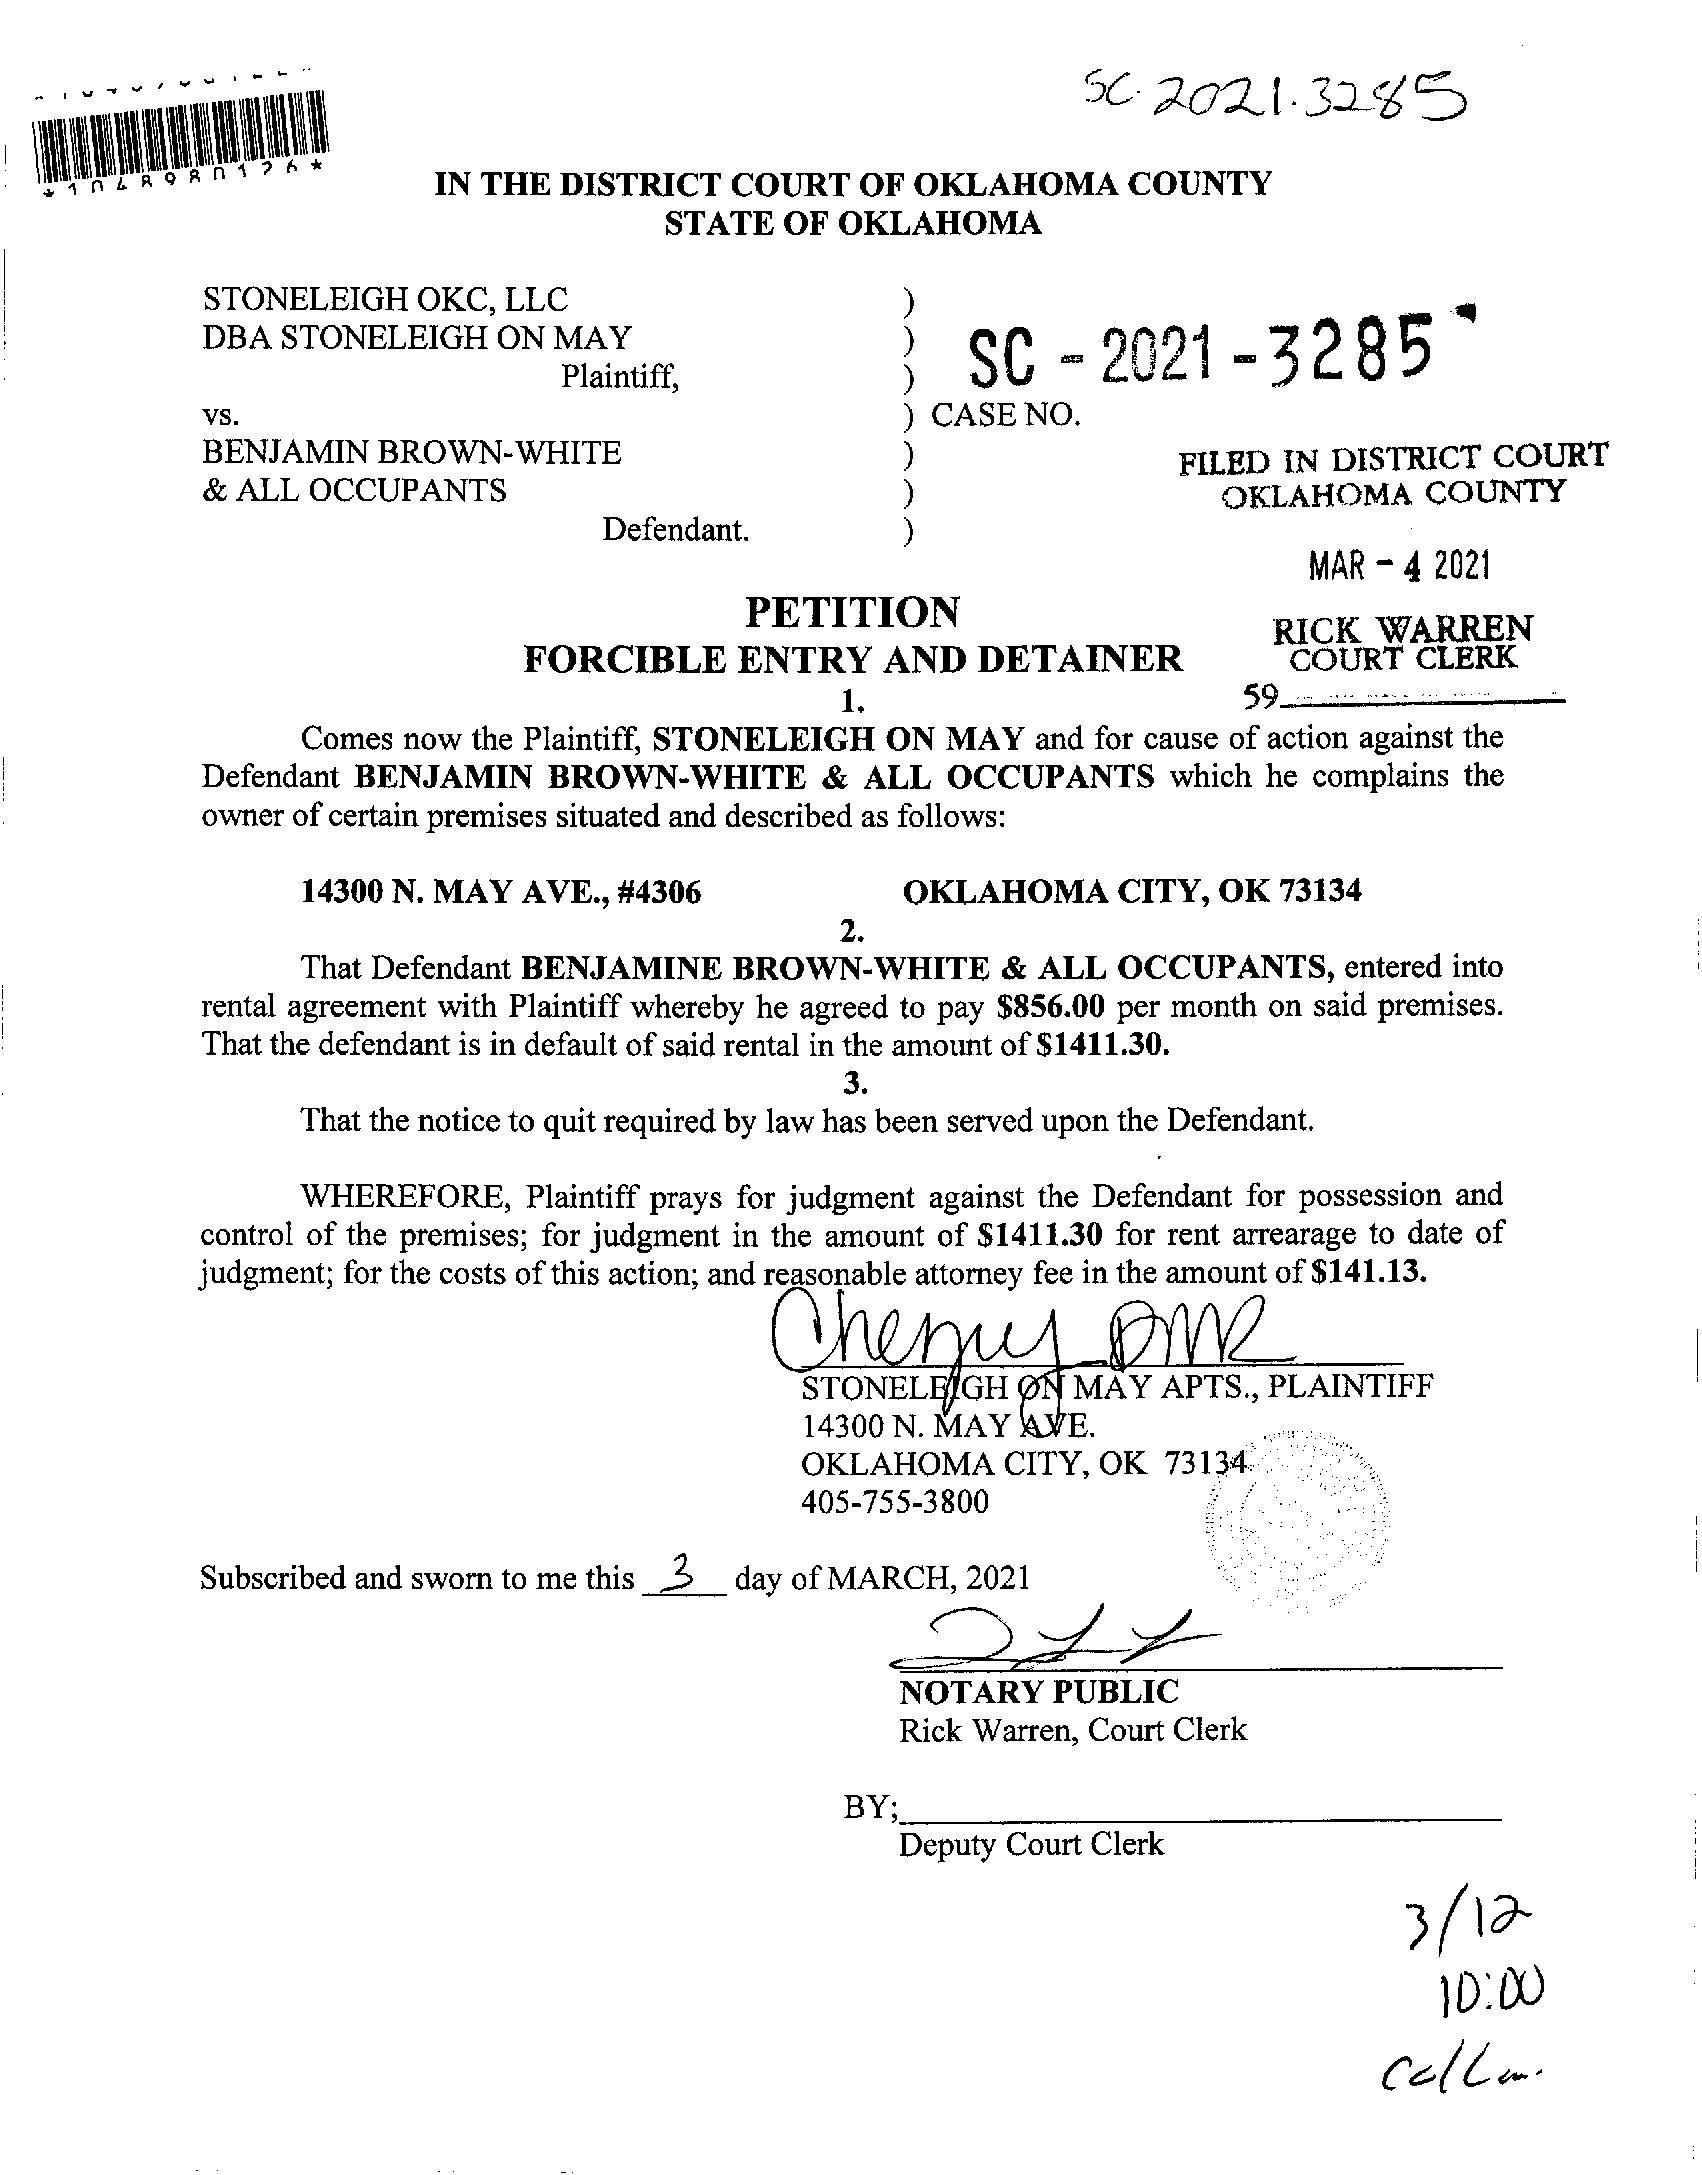 SC-2021-3285
*1048980126*
IN THE DISTRICT COURT OF OKLAHOMA COUNTY
STATE OF OKLAHOMA
STONELEIGH OKC, LLC )
DBA STONELEIGH ON MAY )
Plaintiff, )
SC - 2021 - 3285
vs. ) CASE NO.
BENJAMIN BROWN-WHITE )
& ALL OCCUPANTS )
Defendant. )
FILED IN DISTRICT COURT
OKLAHOMA COUNTY
MAR - 4 2021
RICK WARREN
COURT CLERK
59
PETITION
FORCIBLE ENTRY AND DETAINER
1.
Comes now the Plaintiff, STONELEIGH ON MAY and for cause of action against the
Defendant BENJAMIN BROWN-WHITE & ALL OCCUPANTS which he complains the
owner of certain premises situated and described as follows:
14300 N. MAY AVE., #4306 OKLAHOMA CITY, OK 73134
2.
That Defendant BENJAMINE BROWN-WHITE & ALL OCCUPANTS, entered into
rental agreement with Plaintiff whereby he agreed to pay $856.00 per month on said premises.
That the defendant is in default of said rental in the amount of $1411.30.
3.
That the notice to quit required by law has been served upon the Defendant.
WHEREFORE, Plaintiff prays for judgment against the Defendant for possession and
control of the premises; for judgment in the amount of $1411.30 for rent arrearage to date of
judgment; for the costs of this action; and reasonable attorney fee in the amount of $141.13.
STONELEIGH ON MAY APTS., PLAINTIFF
14300 N. MAY AVE.
OKLAHOMA CITY, OK 73134
405-755-3800
Subscribed and sworn to me this 3 day of MARCH, 2021
NOTARY PUBLIC
Rick Warren, Court Clerk
BY;
Deputy Court Clerk
3/12
10:00